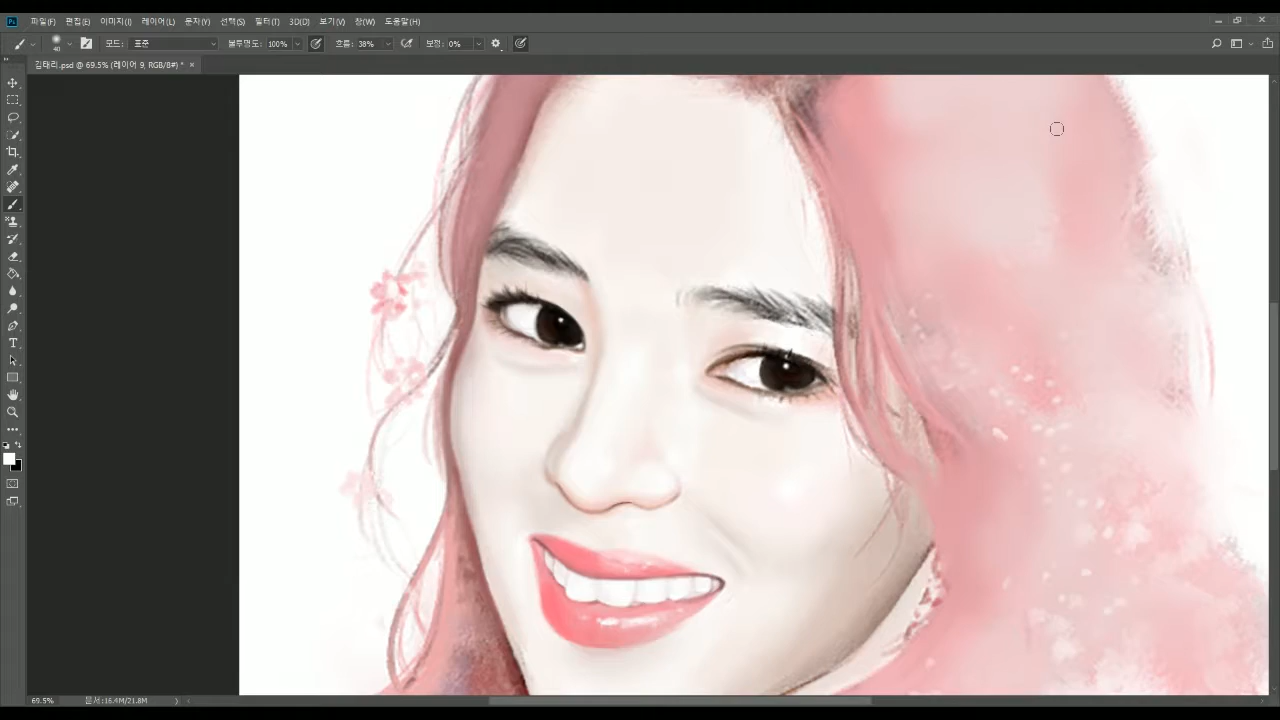 Ps 파일(F) 편집(E) 이미지(I) 레이어(L) 문자(Y) 선택(S) 필터(T) 3D(D) 보기(V) 창(W) 도움말(H)
40 모드: 표준 불투명도: 100% 흐름: 38% 보정: 0%
김태리.psd @ 69.5% (레이어 9, RGB/8#) *
69.5% 문서:16.4M/21.8M